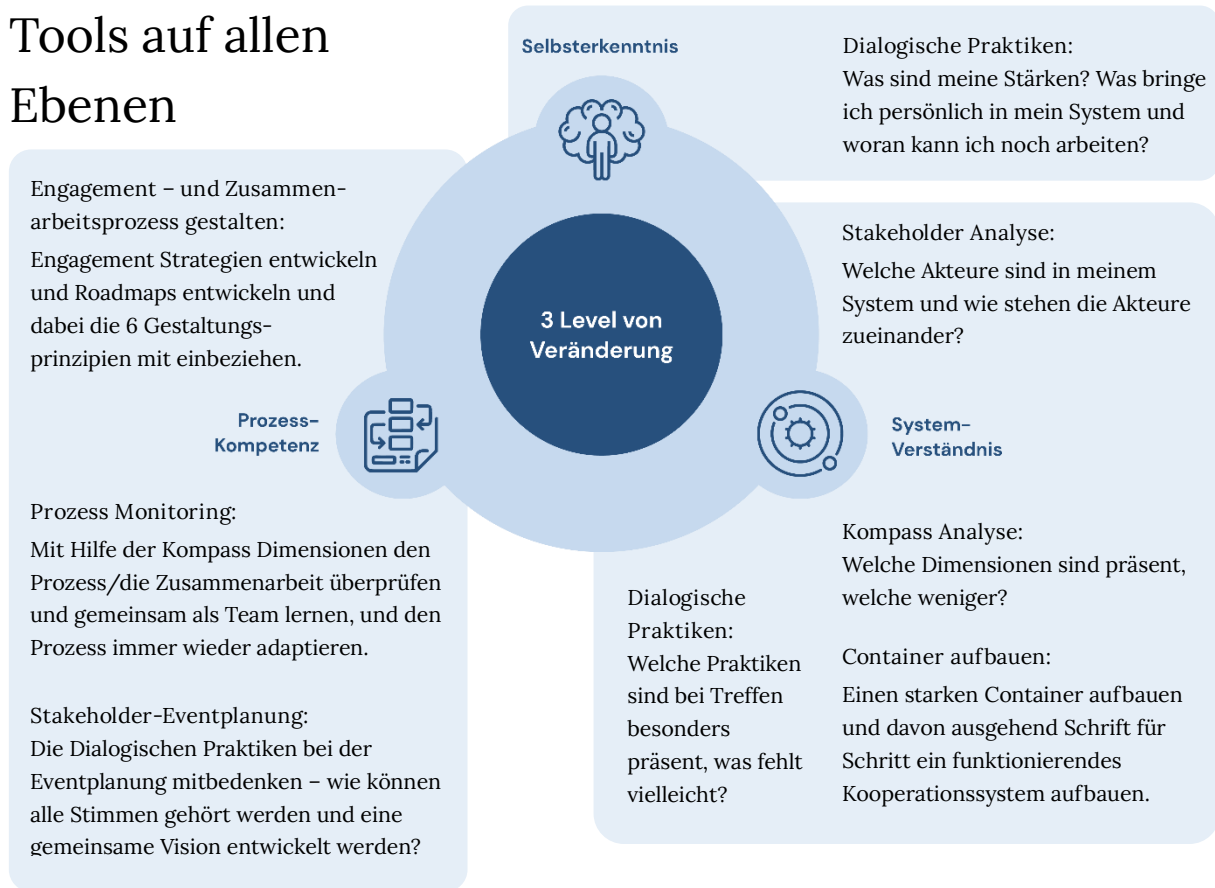 Tools auf allen
Ebenen
Selbsterkenntnis
Dialogische Praktiken:
Was sind meine Stärken? Was bringe
ich persönlich in mein System und
woran kann ich noch arbeiten?
Engagement – und Zusammen-
arbeitsprozess gestalten:
Engagement Strategien entwickeln
und Roadmaps entwickeln und
dabei die 6 Gestaltungs-
prinzipien mit einbeziehen.
3 Level von
Veränderung
Stakeholder Analyse:
Welche Akteure sind in meinem
System und wie stehen die Akteure
zueinander?
Prozess-
Kompetenz
System-
Verständnis
Prozess Monitoring:
Mit Hilfe der Kompass Dimensionen den
Prozess/die Zusammenarbeit überprüfen
und gemeinsam als Team lernen, und den
Prozess immer wieder adaptieren.
Stakeholder-Eventplanung:
Die Dialogischen Praktiken bei der
Eventplanung mitbedenken – wie können
alle Stimmen gehört werden und eine
gemeinsame Vision entwickelt werden?
Dialogische
Praktiken:
Welche Praktiken
sind bei Treffen
besonders
präsent, was fehlt
vielleicht?
Kompass Analyse:
Welche Dimensionen sind präsent,
welche weniger?
Container aufbauen:
Einen starken Container aufbauen
und davon ausgehend Schrift für
Schritt ein funktionierendes
Kooperationssystem aufbauen.